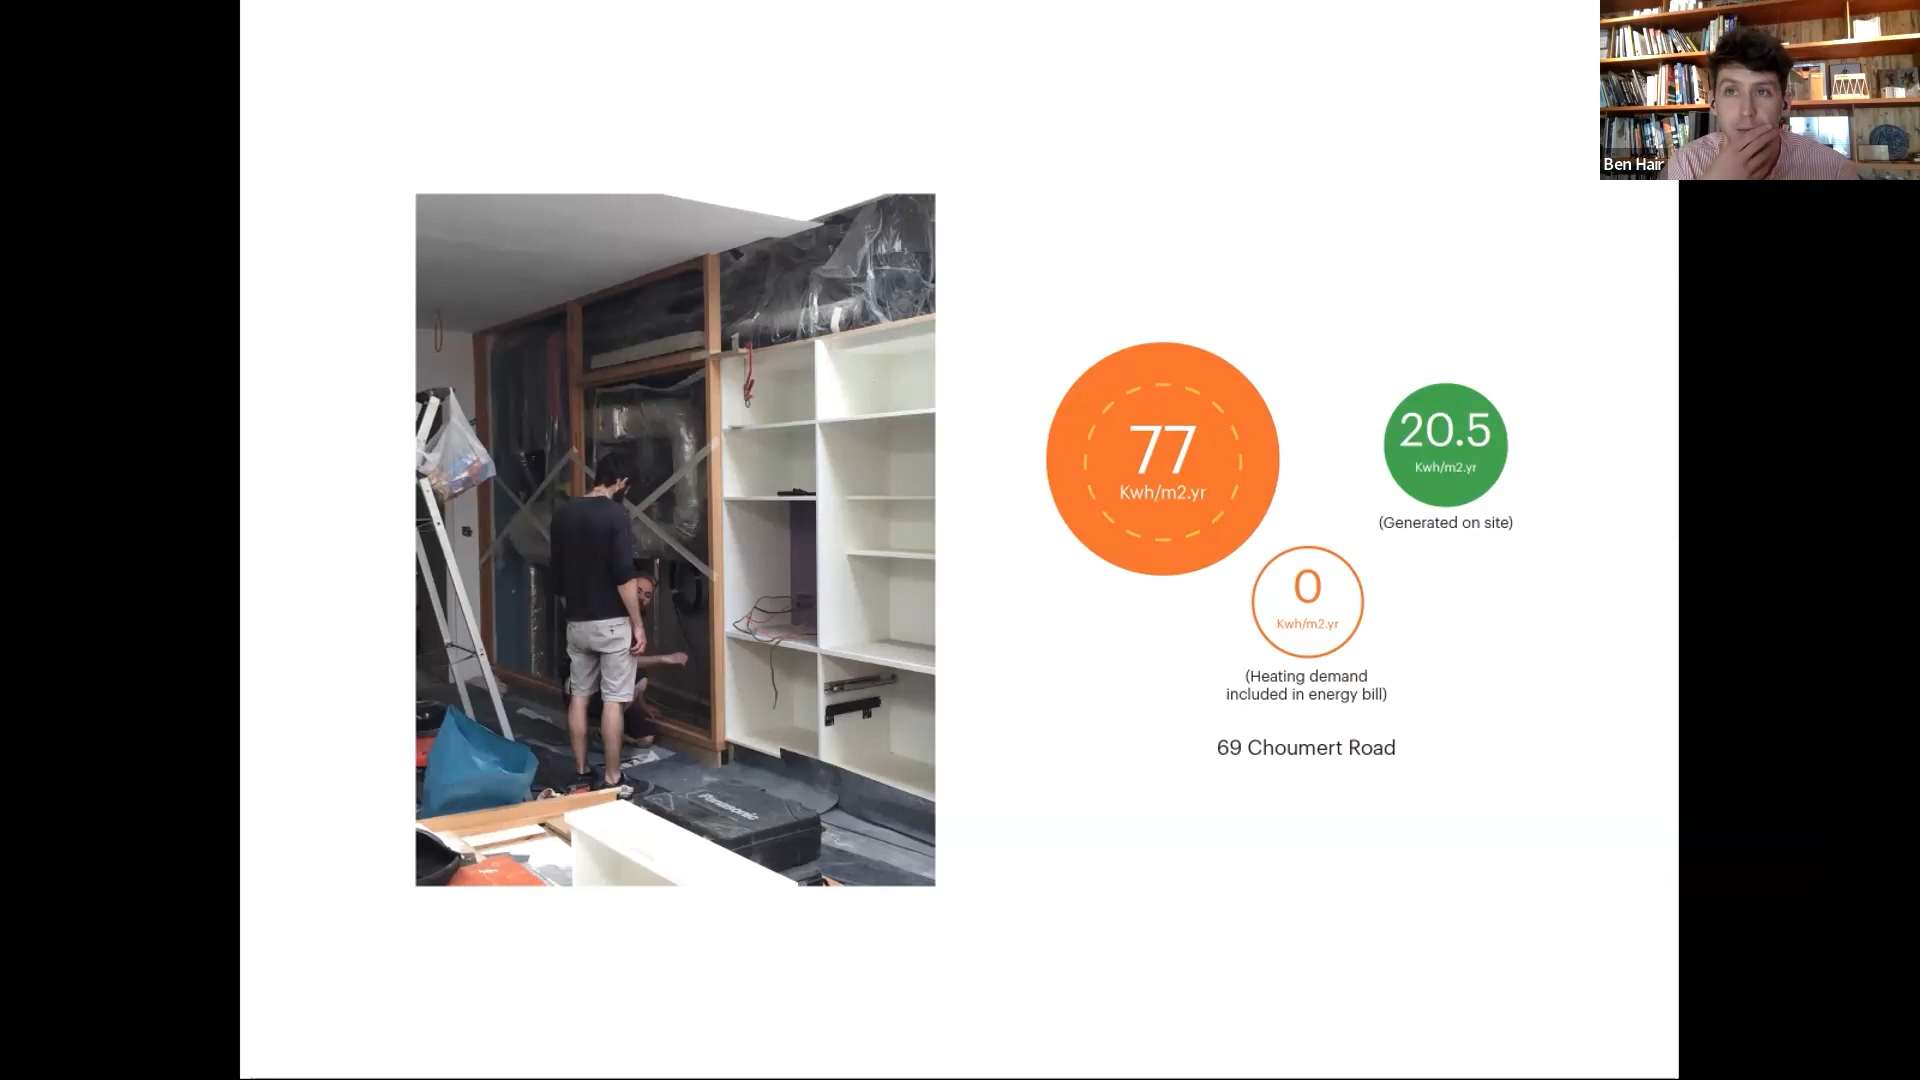 Ben Hair
Panasonic
77
Kwh/m2.yr
20.5
Kwh/m2.yr
(Generated on site)
0
Kwh/m2.yr
(Heating demand
included in energy bill)
69 Choumert Road